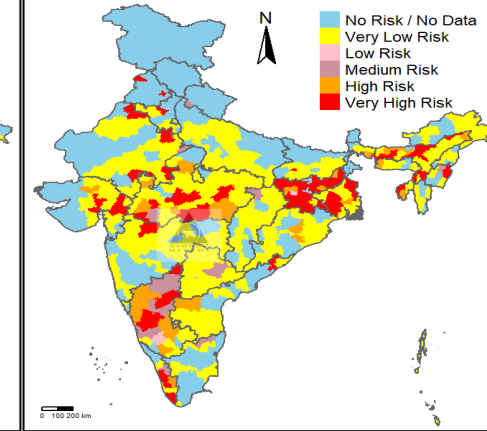 N
No Risk / No Data
Very Low Risk
Low Risk
Medium Risk
High Risk
Very High Risk
0 100 200 km